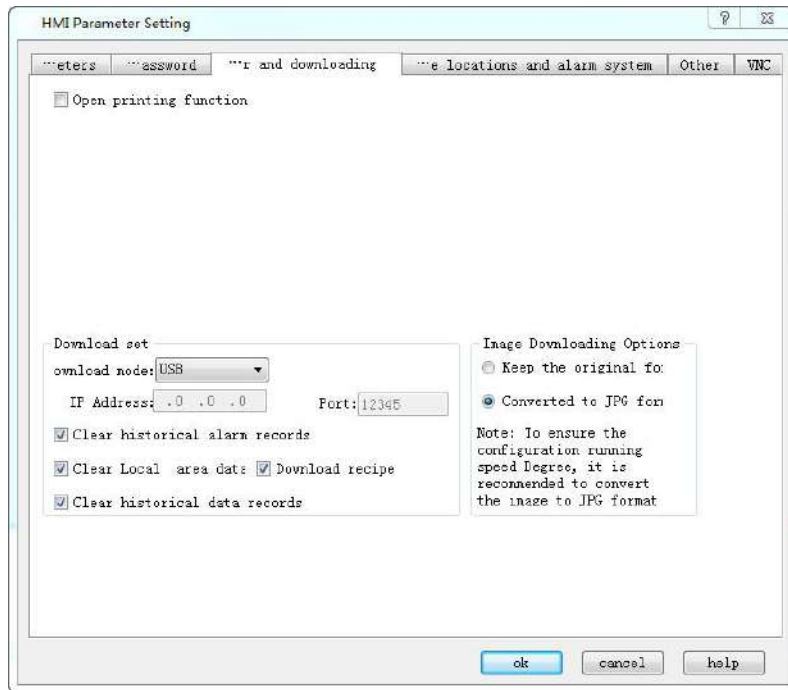 HMI Parameter Setting
···eters ···assword ···r and downloading ···e locations and alarm system Other VNC
Open printing function
Download set
ownload mode: USB
IP Address: .0 .0 .0 Port: 12345
Clear historical alarm records
Clear Local area data Download recipe
Clear historical data records
Image Downloading Options
Keep the original fo
Converted to JPG form
Note: To ensure the
configuration running
speed Degree, it is
recommended to convert
the image to JPG format
ok cancel help